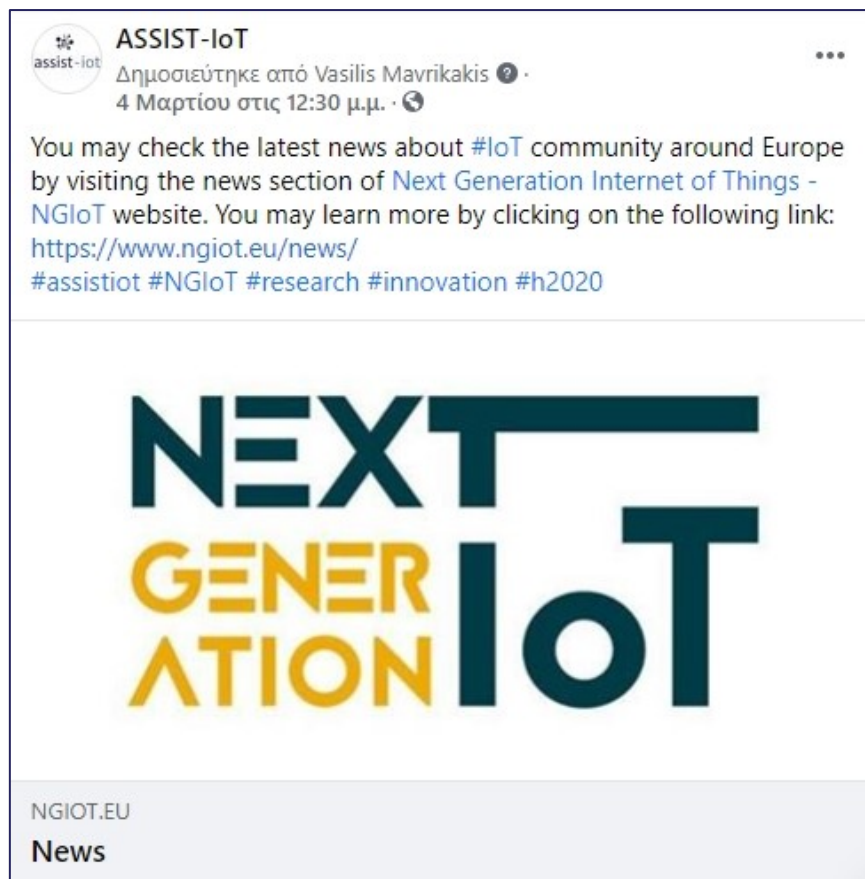 assist-iot
ASSIST-IoT
Δημοσιεύτηκε από Vasilis Mavrikakis ·
4 Μαρτίου στις 12:30 μ.μ. ·
You may check the latest news about #IoT community around Europe
by visiting the news section of Next Generation Internet of Things -
NGIoT website. You may learn more by clicking on the following link:
https://www.ngiot.eu/news/
#assistiot #NGIoT #research #innovation #h2020
NEXT
GENER
ATION
IoT
NGIOT.EU
News